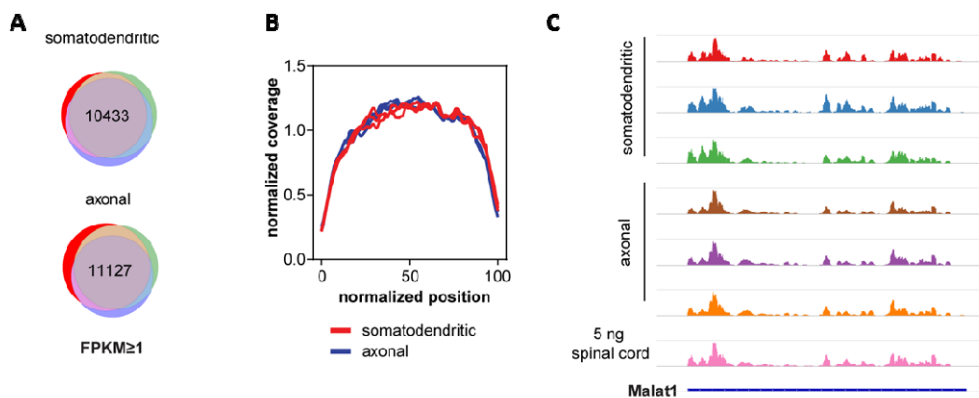 A
somatodendritic
10433
axonal
11127
FPKM≥1
B
normalized coverage
1.5
1.0
0.5
0.0
0
50
100
normalized position
somatodendritic
axonal
C
somatodendritic
axonal
5 ng
spinal cord
Malat1